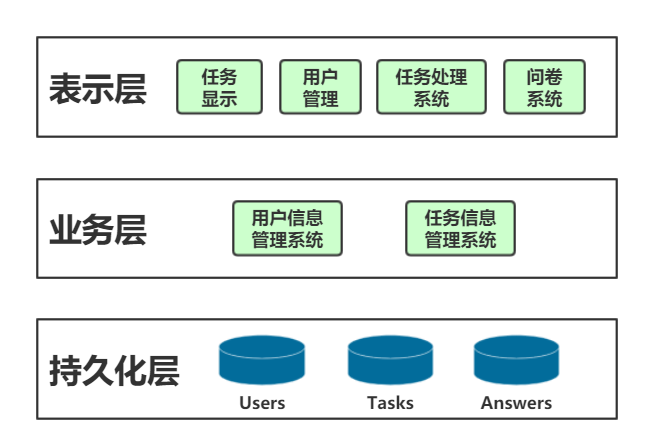 表示层
任务
显示
用户
管理
任务处理
系统
问卷
系统
业务层
用户信息
管理系统
任务信息
管理系统
持久化层
Users
Tasks
Answers